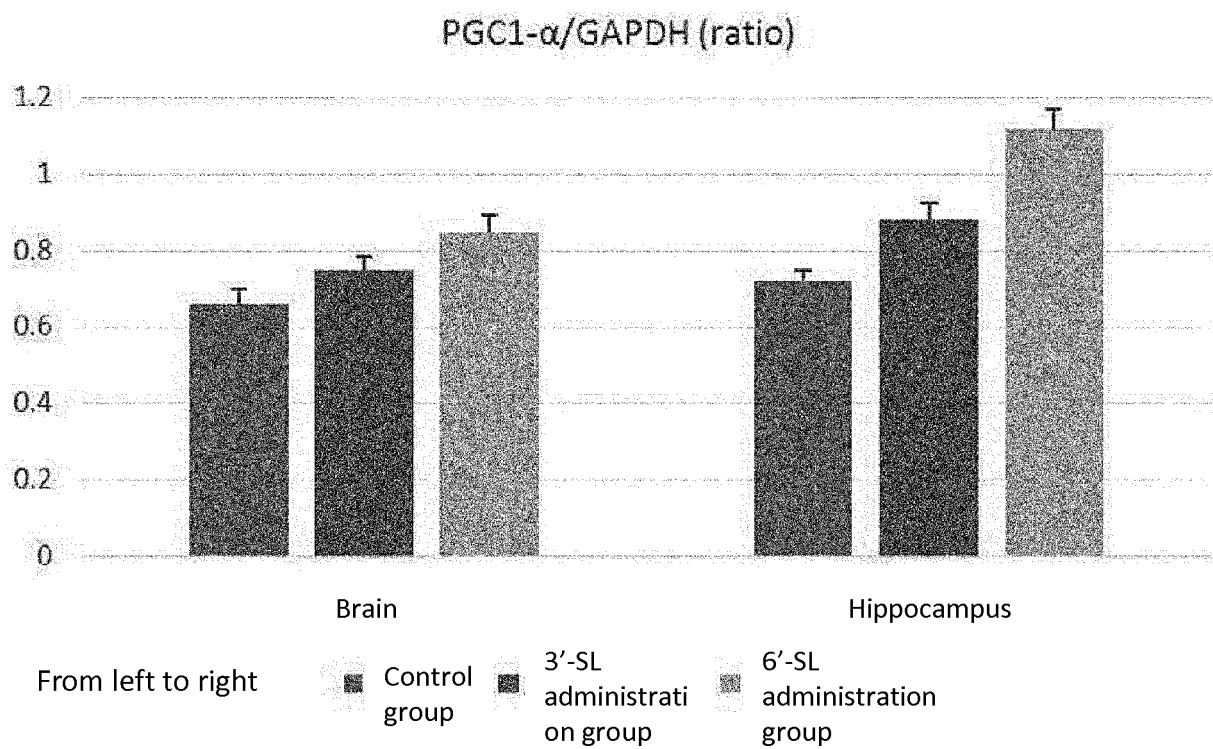 PGC1-α/GAPDH (ratio)
1.2
1
0.8
0.6
0.4
0.2
0
Brain
Hippocampus
From left to right
Control
group
3′-SL
administrati
on group
6′-SL
administration
group